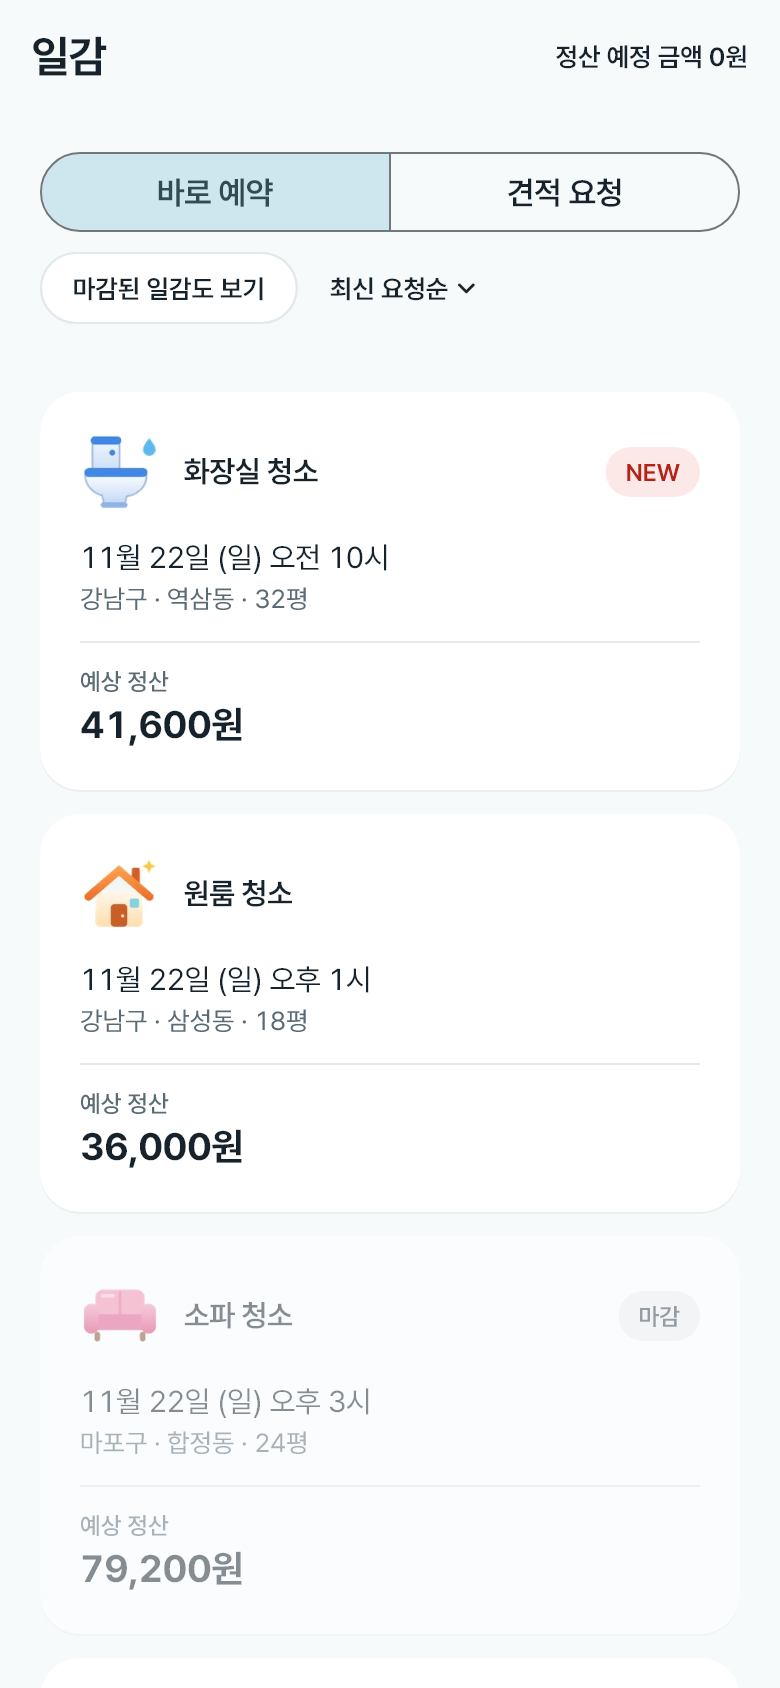 일감
정산 예정 금액 0원
바로 예약
견적 요청
마감된 일감도 보기
최신 요청순
화장실 청소
NEW
11월 22일 (일) 오전 10시
강남구 · 역삼동 · 32평
예상 정산
41,600원
원룸 청소
11월 22일 (일) 오후 1시
강남구 · 삼성동 · 18평
예상 정산
36,000원
소파 청소
마감
11월 22일 (일) 오후 3시
마포구 · 합정동 · 24평
예상 정산
79,200원